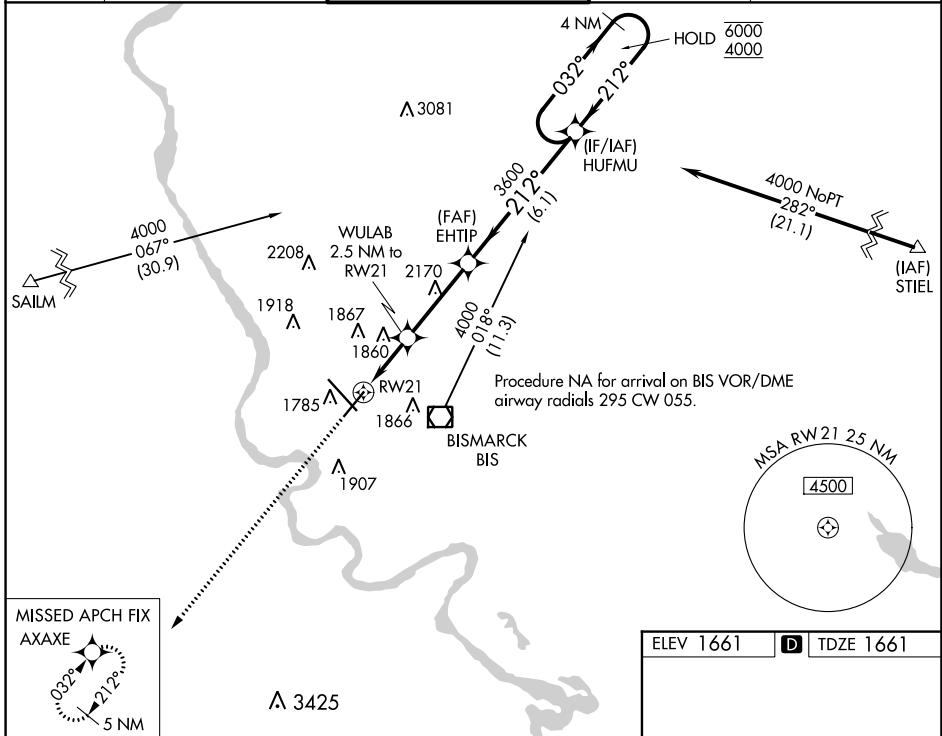 4 NM
HOLD 6000
4000
032°
212°
3081
(IF/IAF)
HUFMU
3600
212°
(6.1)
4000 NoPT
282°
(21.1)
(IAF)
STIEL
(FAF)
EHTIP
4000
067°
(30.9)
SAILM
WULAB
2.5 NM to
RW21
2208
2170
1918
1867
1860
4000
018°
(11.3)
RW21
1785
1866
Procedure NA for arrival on BIS VOR/DME
airway radials 295 CW 055.
BISMARCK
BIS
1907
MSA RW21 25 NM
4500
MISSED APCH FIX
AXAXE
032°
212°
5 NM
3425
ELEV 1661 D TDZE 1661